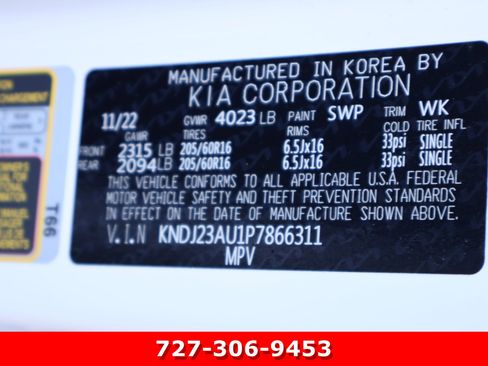 MANUFACTURED IN KOREA BY
KIA CORPORATION
11/22 GVWR 4023 LB PAINT SWP TRIM WK
GAWR TIRES RIMS COLD TIRE INFL
FRONT 2315 LB 205/60R16 6.5Jx16 33psi SINGLE
REAR 2094 LB 205/60R16 6.5Jx16 33psi SINGLE
THIS VEHICLE CONFORMS TO ALL APPLICABLE U.S.A. FEDERAL
MOTOR VEHICLE SAFETY AND THEFT PREVENTION STANDARDS
IN EFFECT ON THE DATE OF MANUFACTURE SHOWN ABOVE.
V.I.N KNDJ23AU1P7866311
MPV
T66
727-306-9453